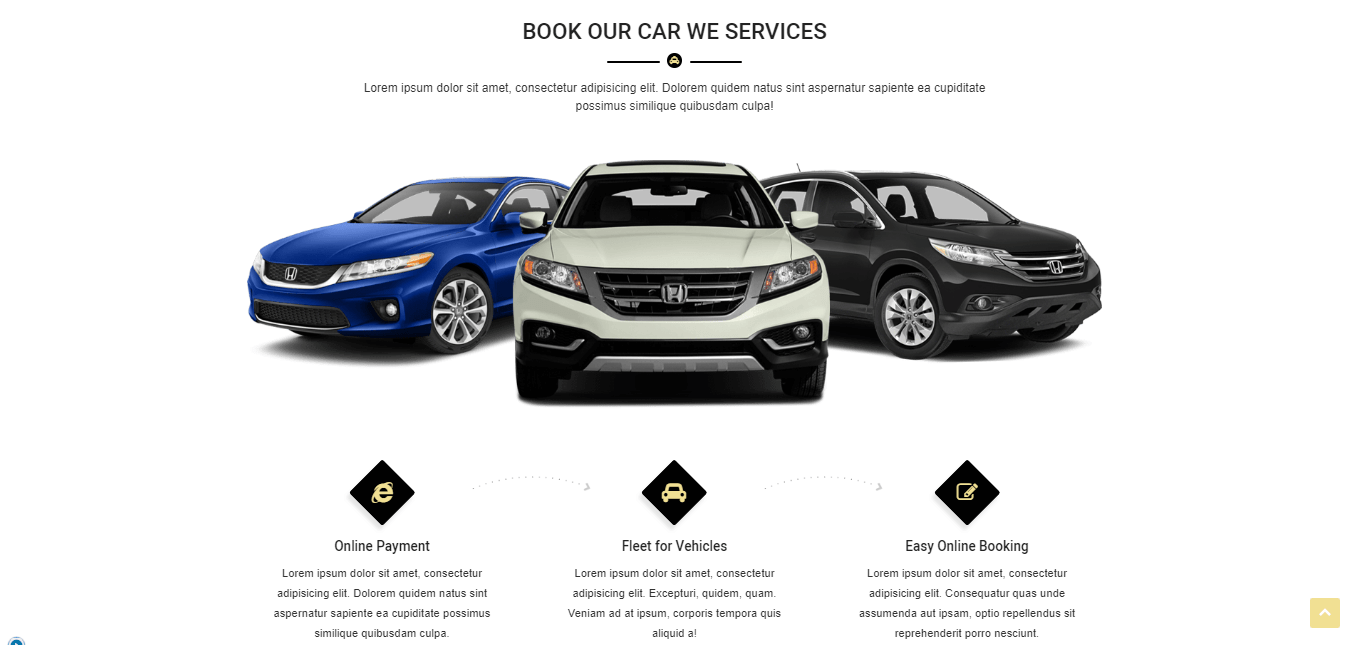 BOOK OUR CAR WE SERVICES
Lorem ipsum dolor sit amet, consectetur adipisicing elit. Dolorem quidem natus sint aspernatur sapiente ea cupiditate
possimus similique quibusdam culpa!
Online Payment
Lorem ipsum dolor sit amet, consectetur
adipisicing elit. Dolorem quidem natus sint
aspernatur sapiente ea cupiditate possimus
similique quibusdam culpa.
Fleet for Vehicles
Lorem ipsum dolor sit amet, consectetur
adipisicing elit. Excepturi, quidem, quam.
Veniam ad at ipsum, corporis tempora quis
aliquid a!
Easy Online Booking
Lorem ipsum dolor sit amet, consectetur
adipisicing elit. Consequatur quas unde
assumenda aut ipsam, optio repellendus sit
reprehenderit porro nesciunt.